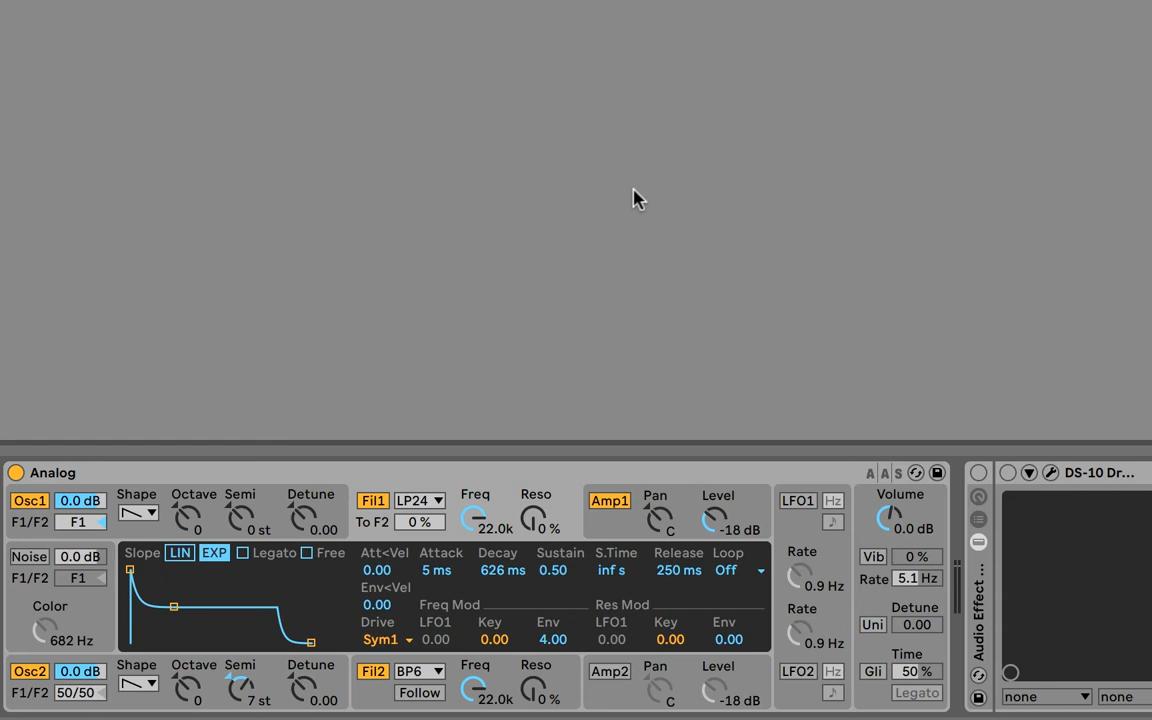 Analog
A A S
DS-10 Dr...
Osc1 0.0 dB Shape Octave Semi Detune
F1/F2 F1 0 0 st 0.00
Fil1 LP24 Freq Reso
To F2 0 % 22.0k 0 %
Amp1 Pan Level
C -18 dB
LFO1 Hz
Volume
0.0 dB
Noise 0.0 dB
F1/F2 F1
Color
682 Hz
Slope LIN EXP Legato Free Att<Vel Attack Decay Sustain S.Time Release Loop
0.00 5 ms 626 ms 0.50 inf s 250 ms Off
Env<Vel
0.00 Freq Mod Res Mod
Drive LFO1 Key Env LFO1 Key Env
Sym1 0.00 0.00 4.00 0.00 0.00 0.00
Rate
0.9 Hz
Rate
0.9 Hz
Vib 0 %
Rate 5.1 Hz
Detune
Uni 0.00
Time
Gli 50 %
Legato
Osc2 0.0 dB Shape Octave Semi Detune
F1/F2 50/50 0 7 st 0.00
Fil2 BP6 Freq Reso
Follow 22.0k 0 %
Amp2 Pan Level
C -18 dB
LFO2 Hz
Audio Effect ...
none none